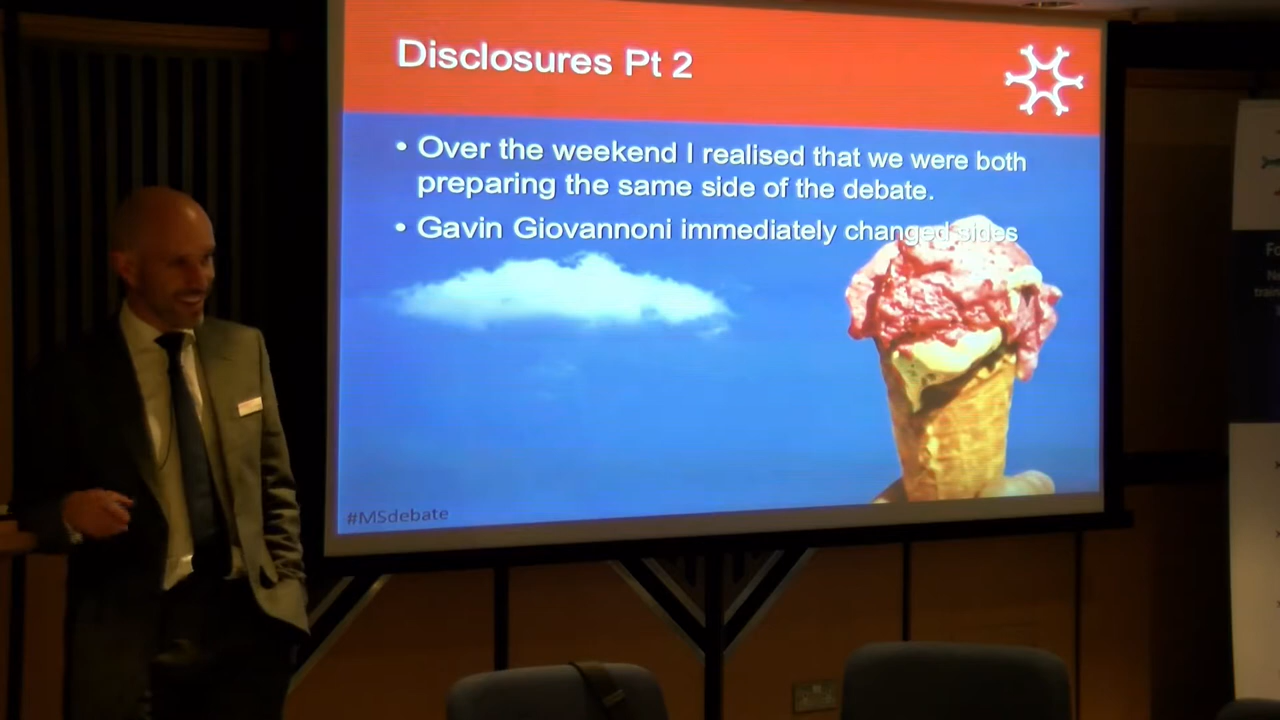 Disclosures Pt 2
• Over the weekend I realised that we were both
preparing the same side of the debate.
• Gavin Giovannoni immediately changed sides
#MSdebate